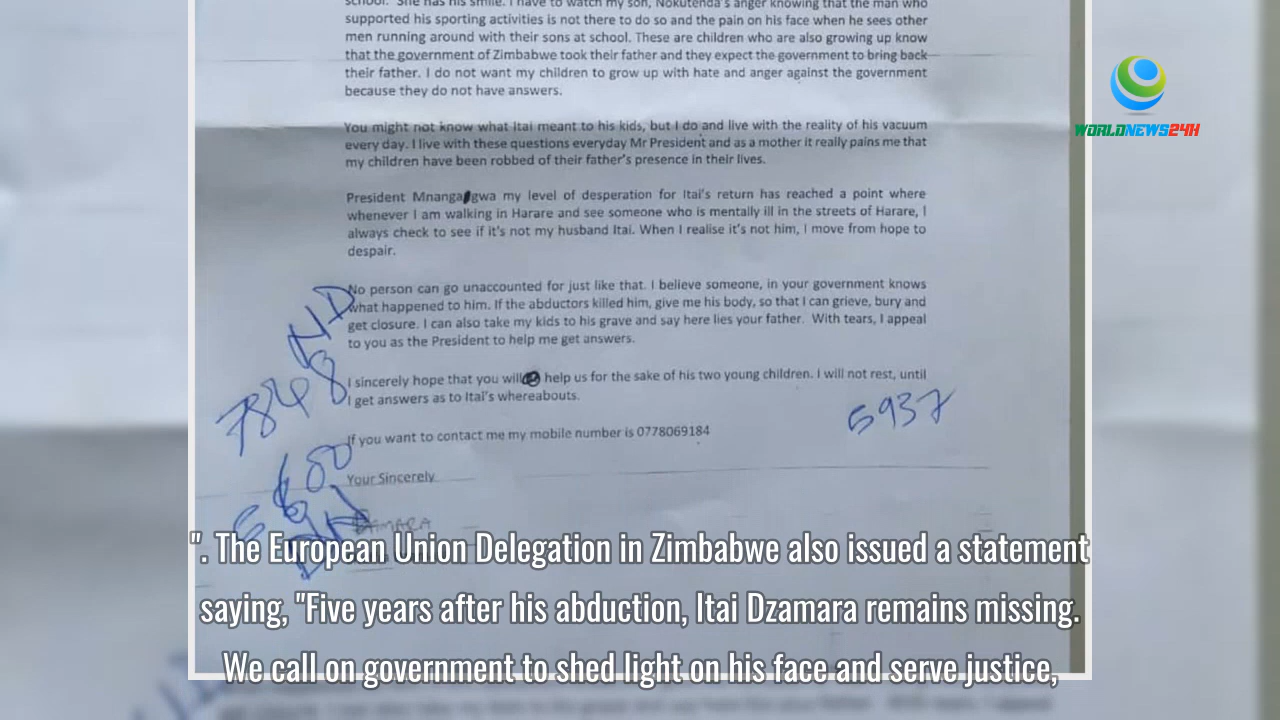 school. She has his smile. I have to watch my son, Nokutenda's anger knowing that the man who
supported his sporting activities is not there to do so and the pain on his face when he sees other
men running around with their sons at school. These are children who are also growing up know
that the government of Zimbabwe took their father and they expect the government to bring back
their father. I do not want my children to grow up with hate and anger against the government
because they do not have answers.
You might not know what Itai meant to his kids, but I do and live with the reality of his vacuum
every day. I live with these questions everyday Mr President and as a mother it really pains me that
my children have been robbed of their father's presence in their lives.
President Mnangagwa my level of desperation for Itai's return has reached a point where
whenever I am walking in Harare and see someone who is mentally ill in the streets of Harare, I
always check to see if it's not my husband Itai. When I realise it's not him, I move from hope to
despair.
No person can go unaccounted for just like that. I believe someone, in your government knows
what happened to him. If the abductors killed him, give me his body, so that I can grieve, bury and
get closure. I can also take my kids to his grave and say here lies your father. With tears, I appeal
to you as the President to help me get answers.
I sincerely hope that you will help us for the sake of his two young children. I will not rest, until
I get answers as to Itai's whereabouts.
If you want to contact me my mobile number is 0778069184
Your Sincerely
ND
7848
5937
WORLDNEWS24H
". The European Union Delegation in Zimbabwe also issued a statement
saying, "Five years after his abduction, Itai Dzamara remains missing.
We call on government to shed light on his face and serve justice,